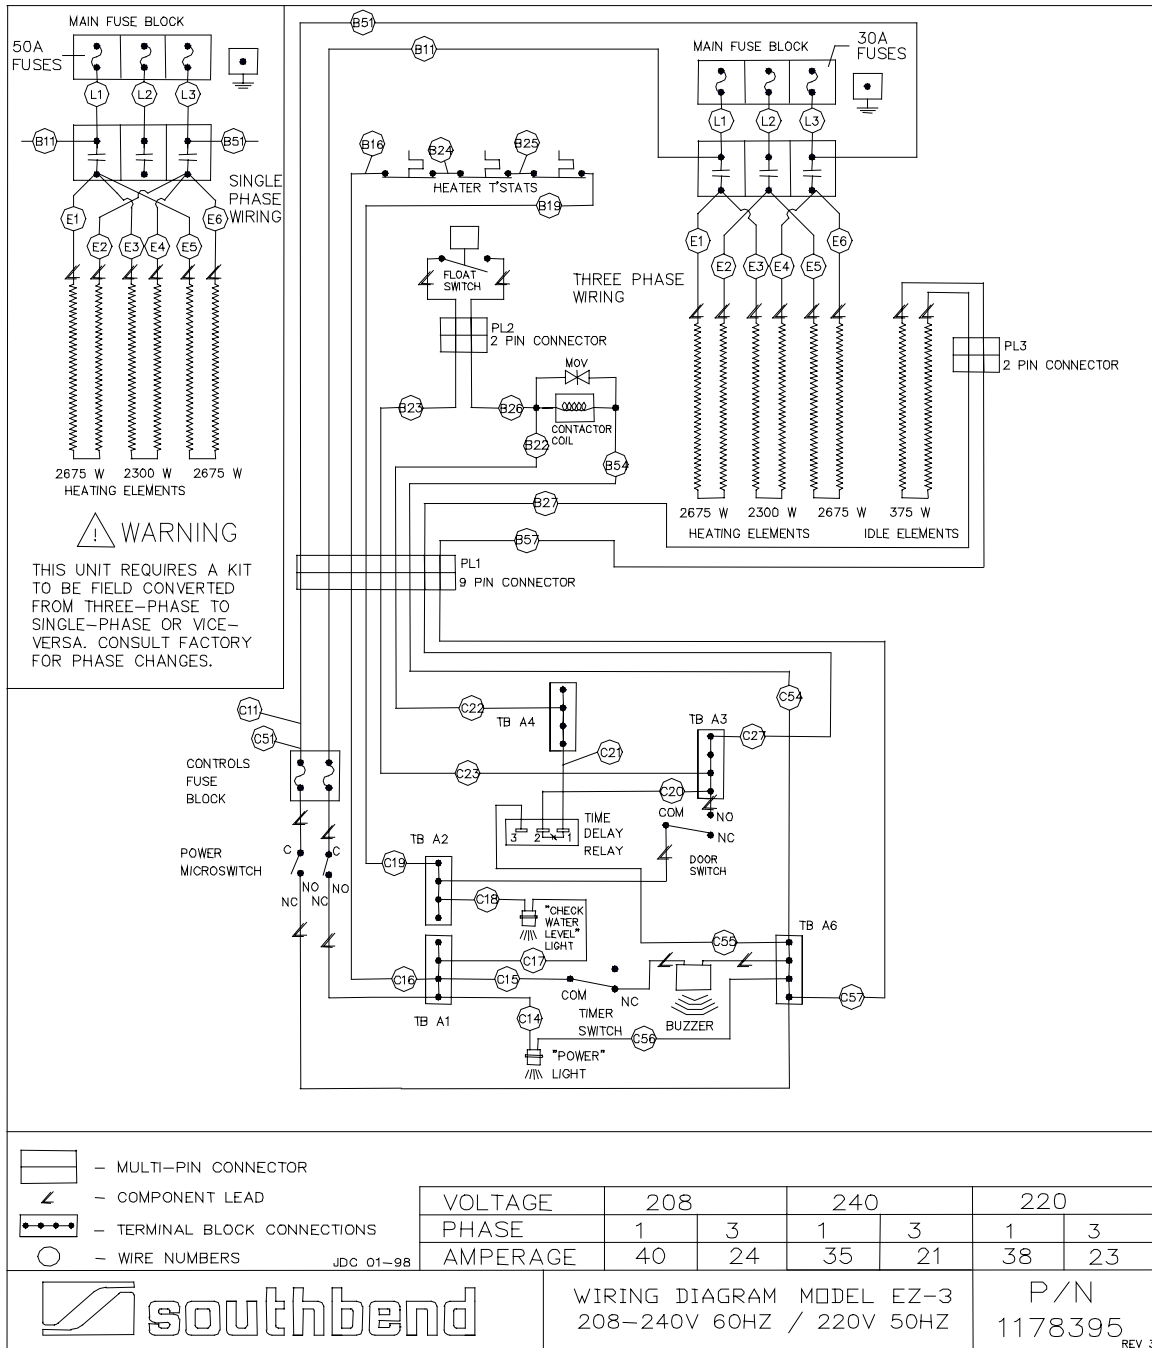 MAIN FUSE BLOCK
50A
FUSES
L1
L2
L3
B11
B51
SINGLE
PHASE
WIRING
E1
E2
E3
E4
E5
E6
2675 W
2300 W
2675 W
HEATING ELEMENTS
! WARNING
THIS UNIT REQUIRES A KIT
TO BE FIELD CONVERTED
FROM THREE-PHASE TO
SINGLE-PHASE OR VICE-
VERSA. CONSULT FACTORY
FOR PHASE CHANGES.
B51
B11
MAIN FUSE BLOCK
30A
FUSES
L1
L2
L3
B16
B24
B25
HEATER T'STATS
B19
FLOAT
SWITCH
THREE PHASE
WIRING
E1
E2
E3
E4
E5
E6
PL2
2 PIN CONNECTOR
MOV
B23
B26
CONTACTOR
COIL
B22
B54
PL3
2 PIN CONNECTOR
B27
2675 W
2300 W
2675 W
375 W
HEATING ELEMENTS
IDLE ELEMENTS
B57
PL1
9 PIN CONNECTOR
C11
C51
C22
TB A4
C54
TB A3
C27
C21
CONTROLS
FUSE
BLOCK
C23
C20
COM
NO
NC
3
2
1
TIME
DELAY
RELAY
DOOR
SWITCH
POWER
MICROSWITCH
C
C
NO
NO
NC
NC
TB A2
C19
C18
"CHECK
WATER
LEVEL"
LIGHT
C17
C55
TB A6
C16
C15
COM
NC
TIMER
SWITCH
BUZZER
C57
TB A1
C14
C56
"POWER"
LIGHT
- MULTI-PIN CONNECTOR
- COMPONENT LEAD
- TERMINAL BLOCK CONNECTIONS
- WIRE NUMBERS
JDC 01-98
VOLTAGE 208 240 220
PHASE 1 3 1 3 1 3
AMPERAGE 40 24 35 21 38 23
southbend
WIRING DIAGRAM MODEL EZ-3
208-240V 60HZ / 220V 50HZ
P/N
1178395
REV 3